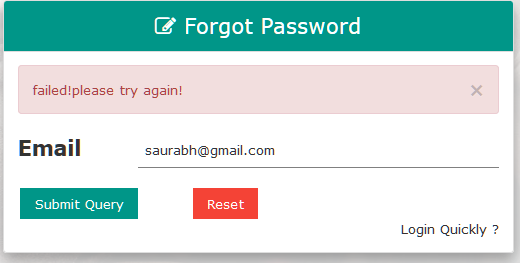 Forgot Password
failed!please try again!
×
Email
saurabh@gmail.com
Submit Query
Reset
Login Quickly ?